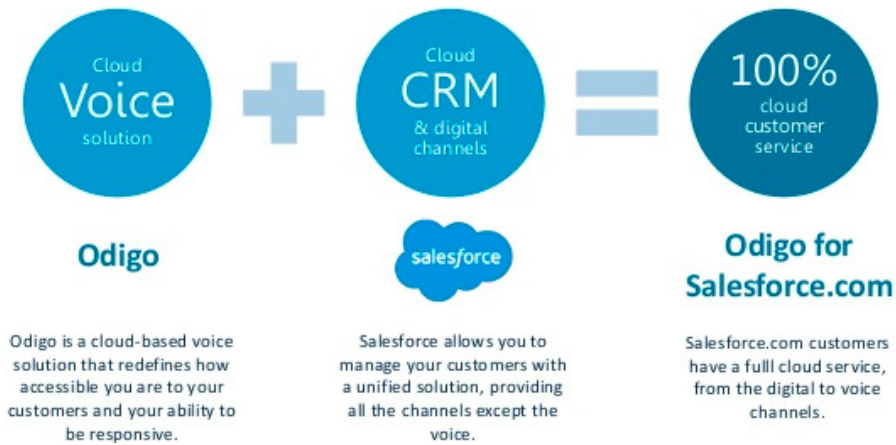 Cloud
Voice
solution
Cloud
CRM
& digital
channels
100%
cloud
customer
service
Odigo
salesforce
Odigo for
Salesforce.com
Odigo is a cloud-based voice
solution that redefines how
accessible you are to your
customers and your ability to
be responsive.
Salesforce allows you to
manage your customers with
a unified solution, providing
all the channels except the
voice.
Salesforce.com customers
have a fulll cloud service,
from the digital to voice
channels.